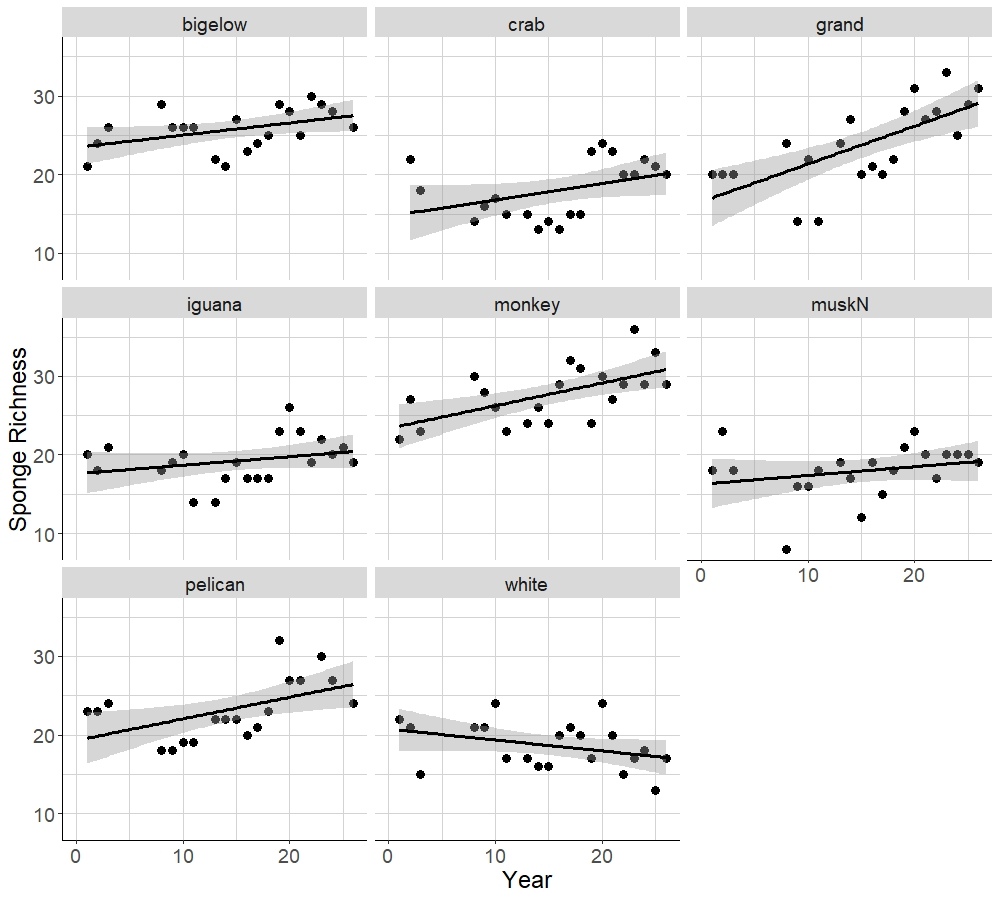 bigelow crab grand
30
20
10
iguana monkey muskN
30
20
10
0 10 20
pelican white
30
20
10
0 10 20 0 10 20
Year
Sponge Richness